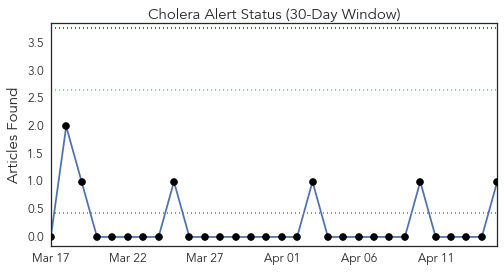 Cholera Alert Status (30-Day Window)
Articles Found
3.5
3.0
2.5
2.0
1.5
1.0
0.5
0.0
Mar 17 Mar 22 Mar 27 Apr 01 Apr 06 Apr 11